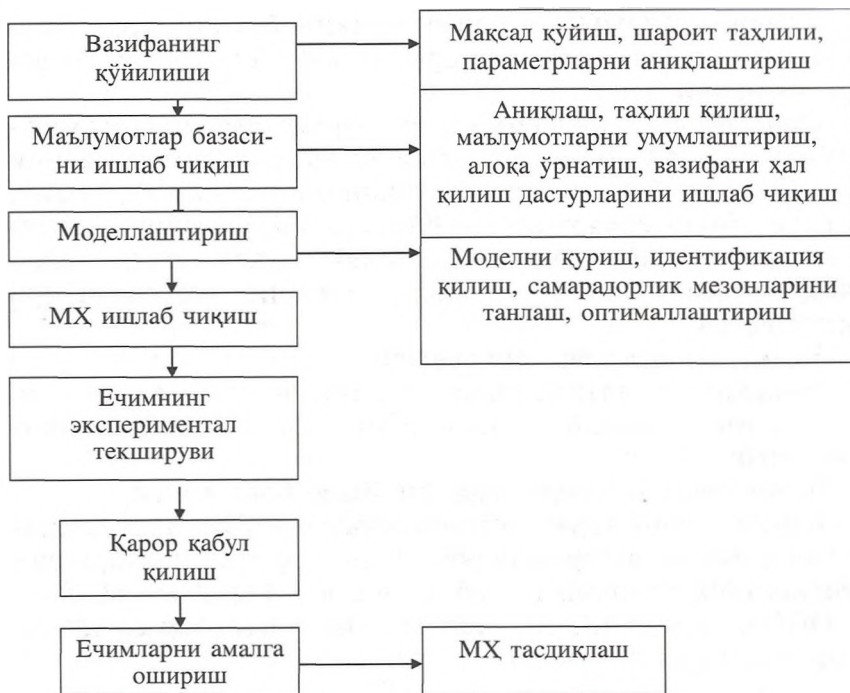 Вазифанинг
қўйилиши
Мақсад қўйиш, шароит таҳлили,
параметрларни аниқлаштириш
Маълумотлар базаси-
ни ишлаб чиқиш
Аниқлаш, таҳлил қилиш,
маълумотларни умумлаштириш,
алоқа ўрнатиш, вазифани ҳал
қилиш дастурларини ишлаб чиқиш
Моделлаштириш
Моделни қуриш, идентификация
қилиш, самарадорлик мезонларини
танлаш, оптималлаштириш
МҲ ишлаб чиқиш
Ечимнинг
экспериментал
текшируви
Қарор қабул
қилиш
Ечимларни амалга
ошириш
МҲ тасдиқлаш